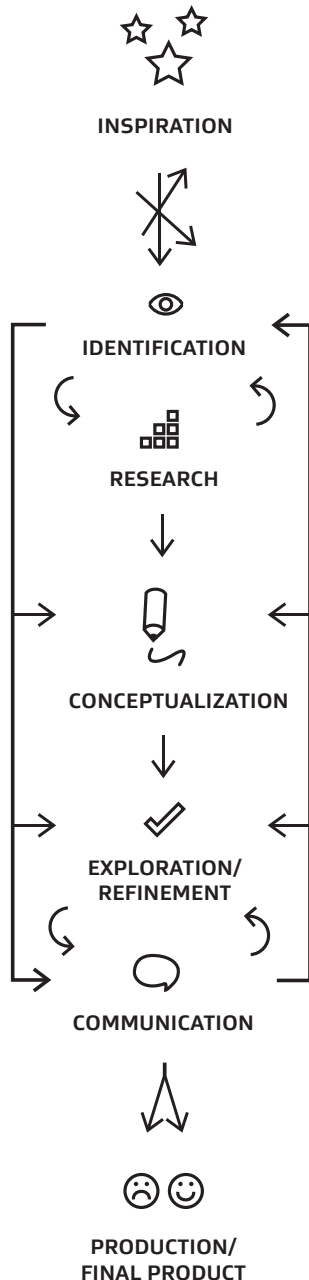 INSPIRATION
IDENTIFICATION
RESEARCH
CONCEPTUALIZATION
EXPLORATION/
REFINEMENT
COMMUNICATION
PRODUCTION/
FINAL PRODUCT